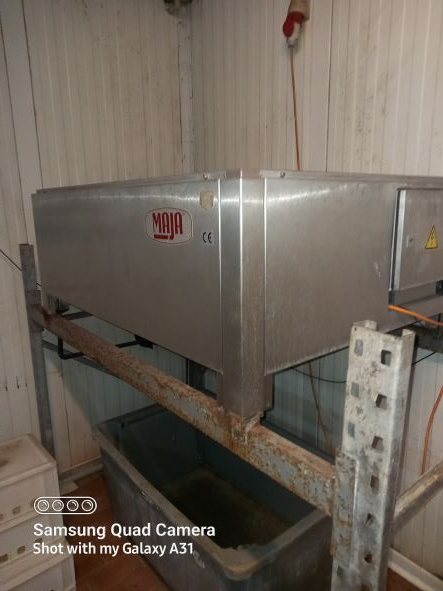 MAJA
CE
Samsung Quad Camera
Shot with my Galaxy A31